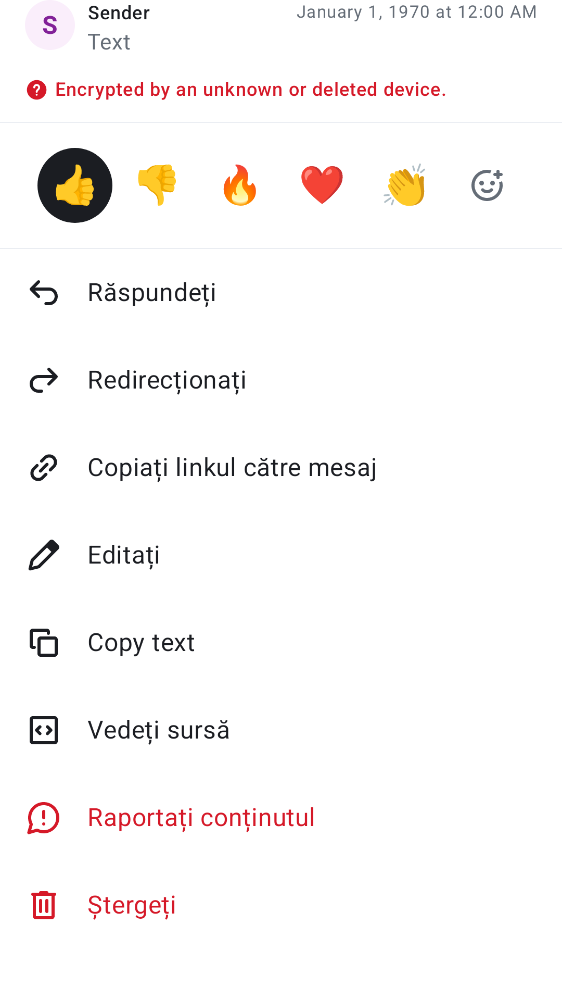 S
Sender
January 1, 1970 at 12:00 AM
Text
Encrypted by an unknown or deleted device.
Răspundeți
Redirecționați
Copiați linkul către mesaj
Editați
Copy text
Vedeți sursă
Raportați conținutul
Ștergeți